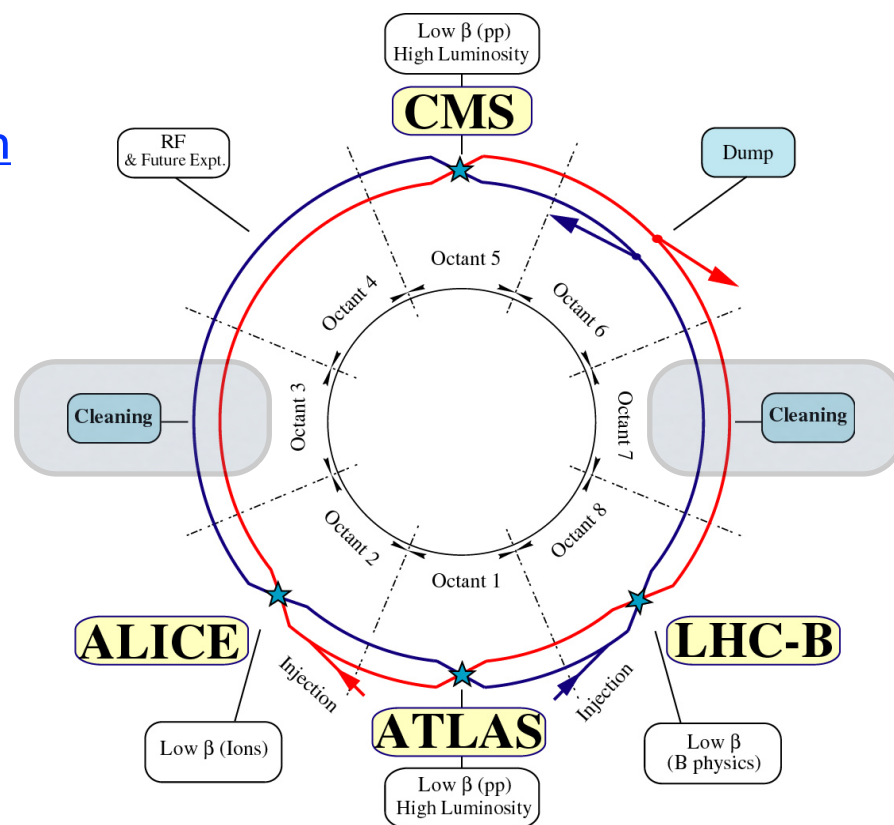 Low β (pp)
High Luminosity
CMS
n
RF
& Future Expt.
Dump
Octant 5
Octant 4
Octant 6
Cleaning
Octant 3
Octant 7
Cleaning
Octant 2
Octant 8
Octant 1
ALICE
LHC-B
Injection
Injection
ATLAS
Low β (Ions)
Low β
(B physics)
Low β (pp)
High Luminosity